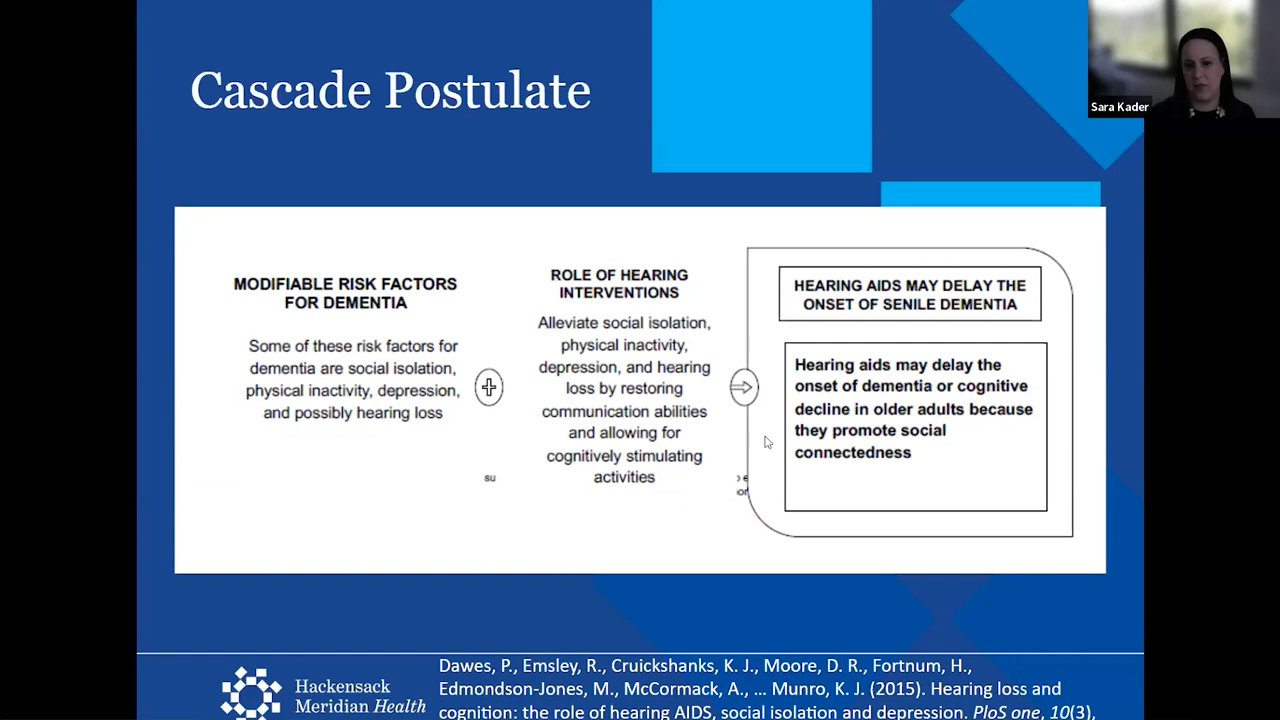 Cascade Postulate
Sara Kader
MODIFIABLE RISK FACTORS
FOR DEMENTIA
Some of these risk factors for
dementia are social isolation,
physical inactivity, depression,
and possibly hearing loss
su
ROLE OF HEARING
INTERVENTIONS
Alleviate social isolation,
physical inactivity,
depression, and hearing
loss by restoring
communication abilities
and allowing for
cognitively stimulating
activities
HEARING AIDS MAY DELAY THE
ONSET OF SENILE DEMENTIA
Hearing aids may delay the
onset of dementia or cognitive
decline in older adults because
they promote social
connectedness
Hackensack
Meridian Health
Dawes, P., Emsley, R., Cruickshanks, K. J., Moore, D. R., Fortnum, H.,
Edmondson-Jones, M., McCormack, A., … Munro, K. J. (2015). Hearing loss and
cognition: the role of hearing AIDS, social isolation and depression. PloS one, 10(3),